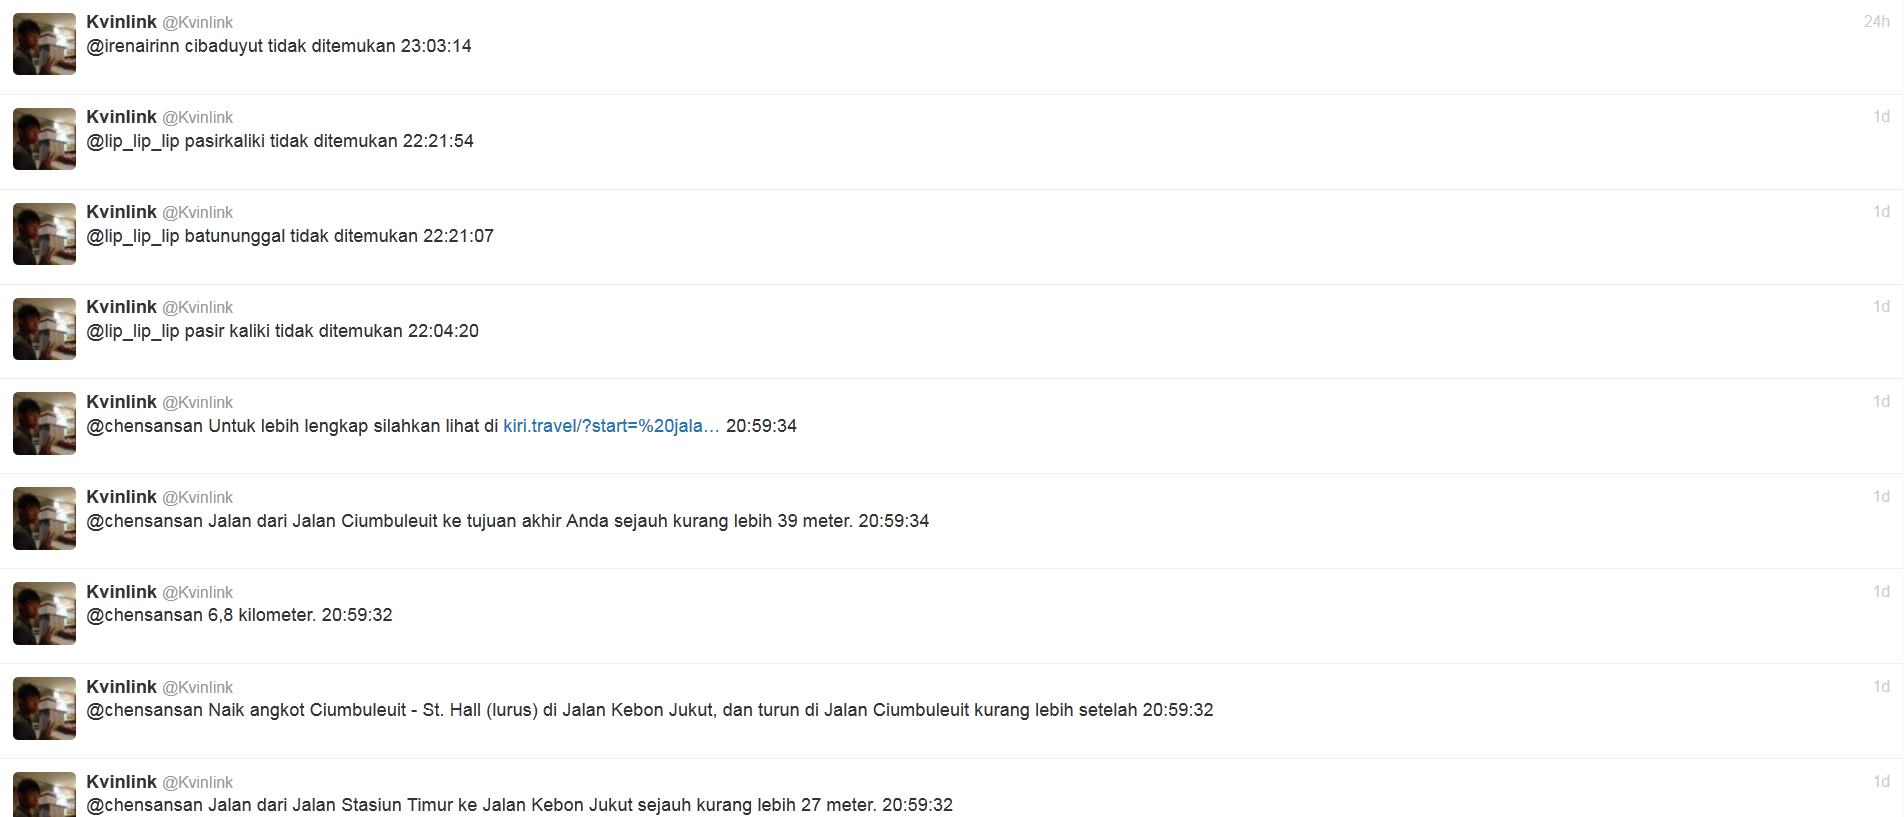 Kvinlink @Kvinlink 24h
@irenairinn cibaduyut tidak ditemukan 23:03:14
Kvinlink @Kvinlink 1d
@lip_lip_lip pasirkaliki tidak ditemukan 22:21:54
Kvinlink @Kvinlink 1d
@lip_lip_lip batununggal tidak ditemukan 22:21:07
Kvinlink @Kvinlink 1d
@lip_lip_lip pasir kaliki tidak ditemukan 22:04:20
Kvinlink @Kvinlink 1d
@chensansan Untuk lebih lengkap silahkan lihat di kiri.travel/?start=%20jala… 20:59:34
Kvinlink @Kvinlink 1d
@chensansan Jalan dari Jalan Ciumbuleuit ke tujuan akhir Anda sejauh kurang lebih 39 meter. 20:59:34
Kvinlink @Kvinlink 1d
@chensansan 6,8 kilometer. 20:59:32
Kvinlink @Kvinlink 1d
@chensansan Naik angkot Ciumbuleuit - St. Hall (lurus) di Jalan Kebon Jukut, dan turun di Jalan Ciumbuleuit kurang lebih setelah 20:59:32
Kvinlink @Kvinlink 1d
@chensansan Jalan dari Jalan Stasiun Timur ke Jalan Kebon Jukut sejauh kurang lebih 27 meter. 20:59:32